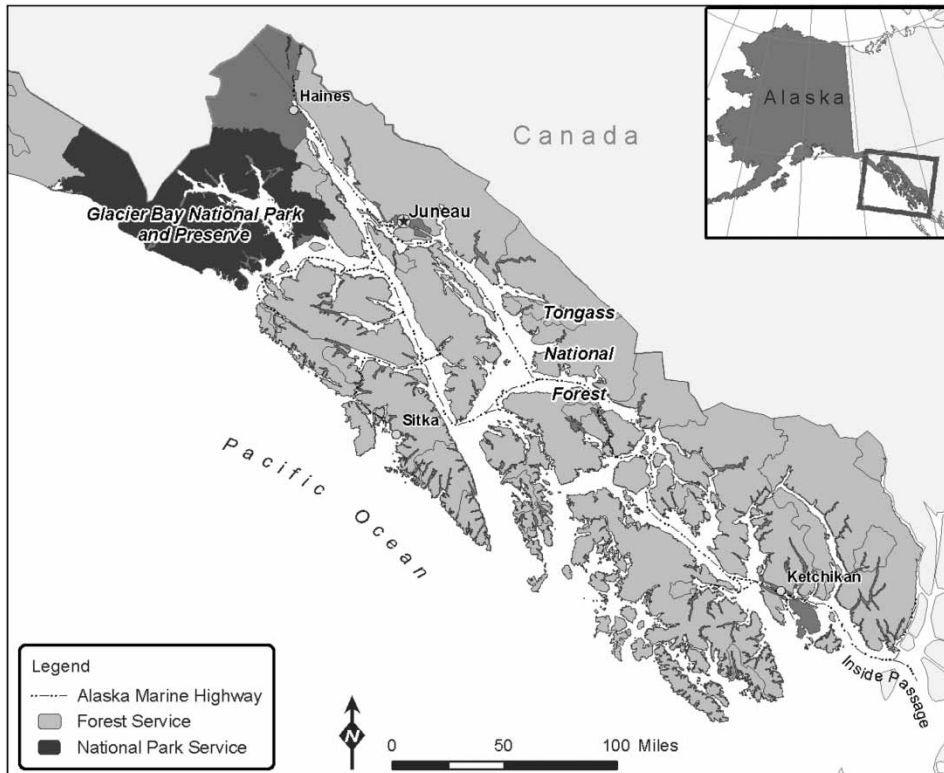 Alaska
Haines
Canada
Juneau
Glacier Bay National Park
and Preserve
Tongass
National
Forest
Sitka
Pacific Ocean
Ketchikan
Inside Passage
Legend
Alaska Marine Highway
Forest Service
National Park Service
N
0 50 100 Miles